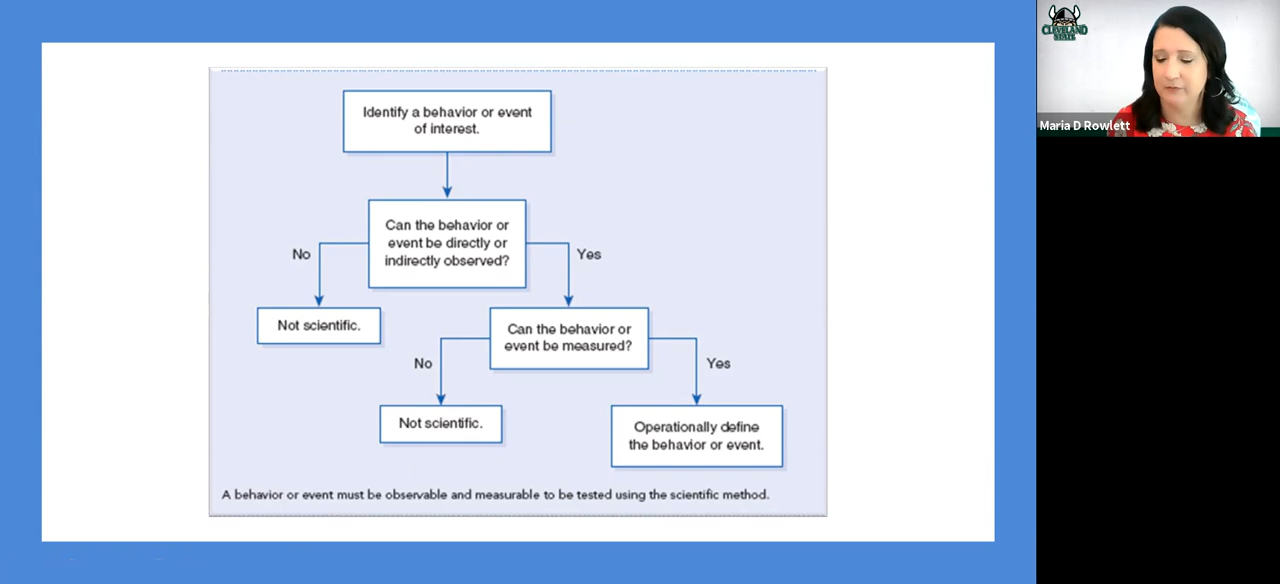 Identify a behavior or event
of interest.
Can the behavior or
event be directly or
indirectly observed?
No
Yes
Not scientific.
Can the behavior or
event be measured?
No
Yes
Not scientific.
Operationally define
the behavior or event.
A behavior or event must be observable and measurable to be tested using the scientific method.
CLEVELAND
STATE
Maria D Rowlett